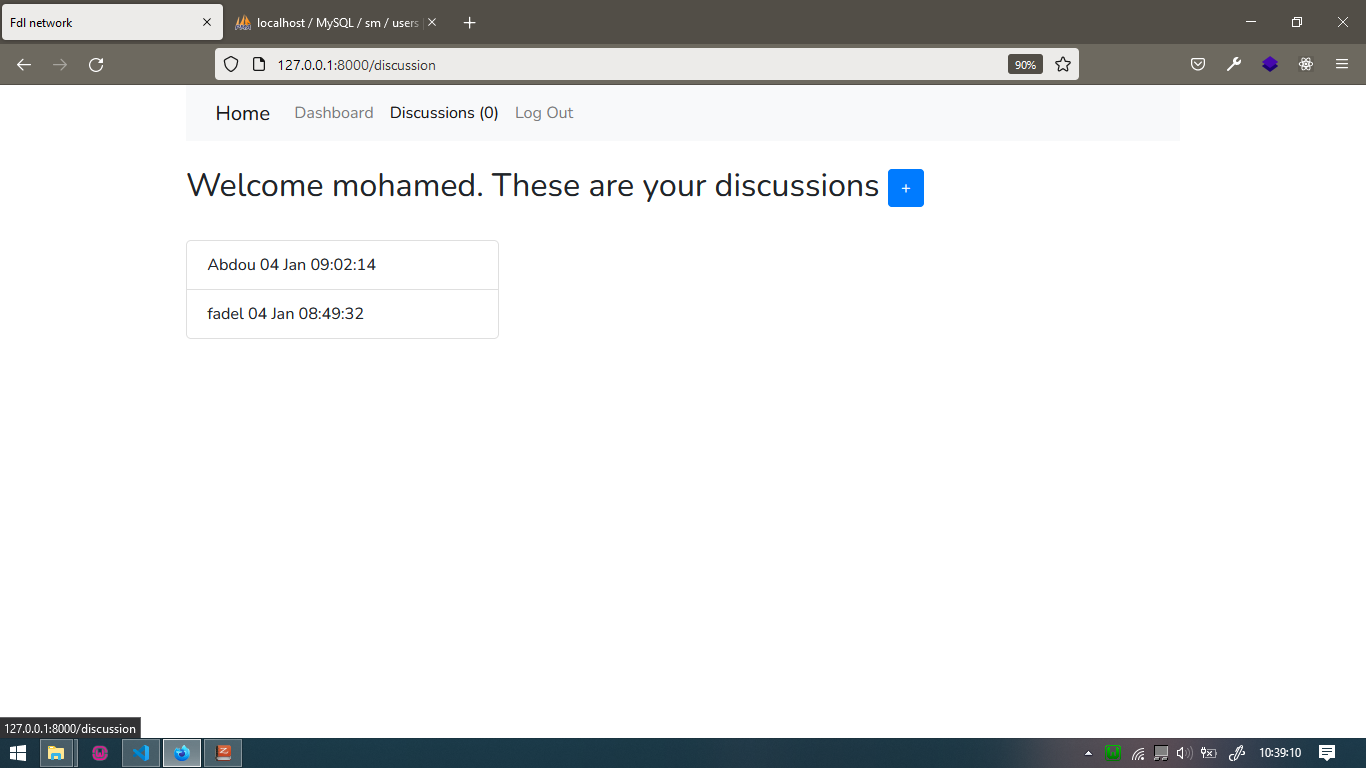 Fdl network
localhost / MySQL / sm / users
127.0.0.1:8000/discussion
90%
Home Dashboard Discussions (0) Log Out
Welcome mohamed. These are your discussions +
Abdou 04 Jan 09:02:14
fadel 04 Jan 08:49:32
127.0.0.1:8000/discussion
10:39:10